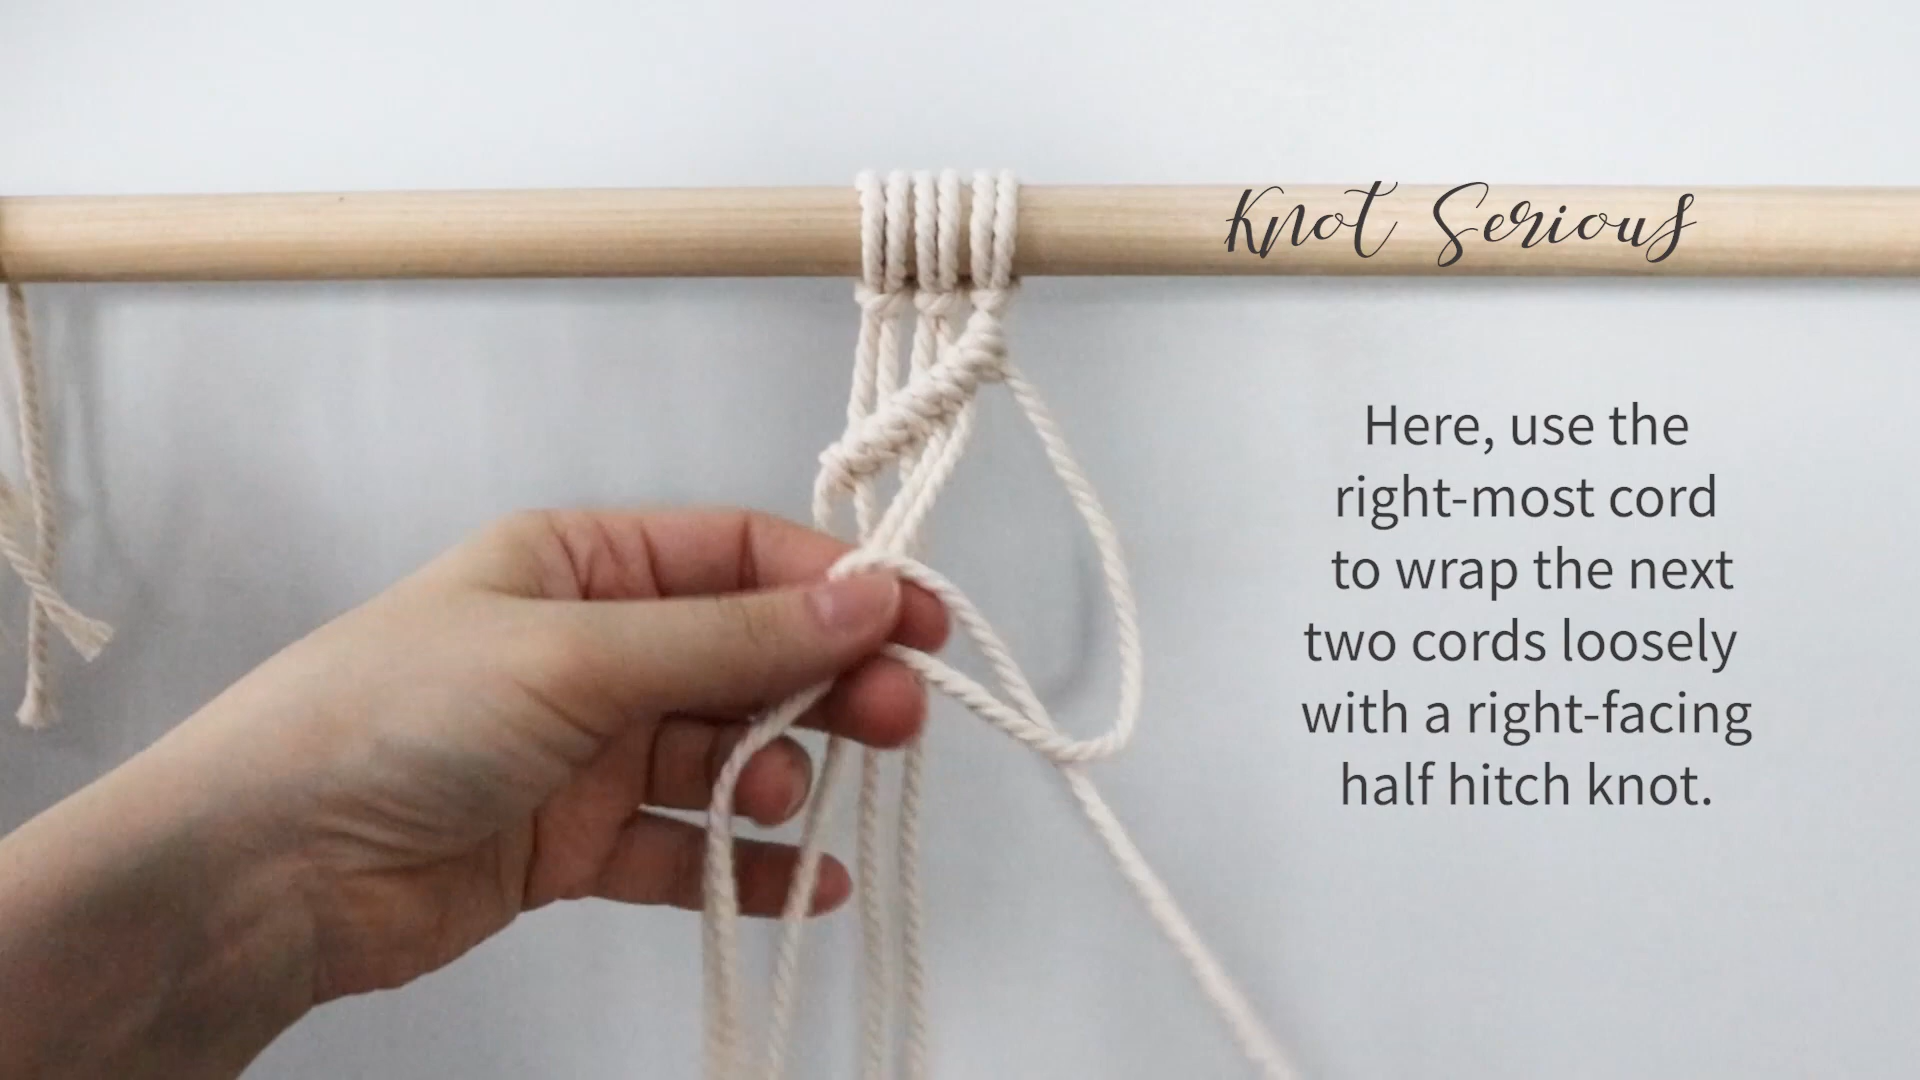 Knot Serious
Here, use the
right-most cord
to wrap the next
two cords loosely
with a right-facing
half hitch knot.